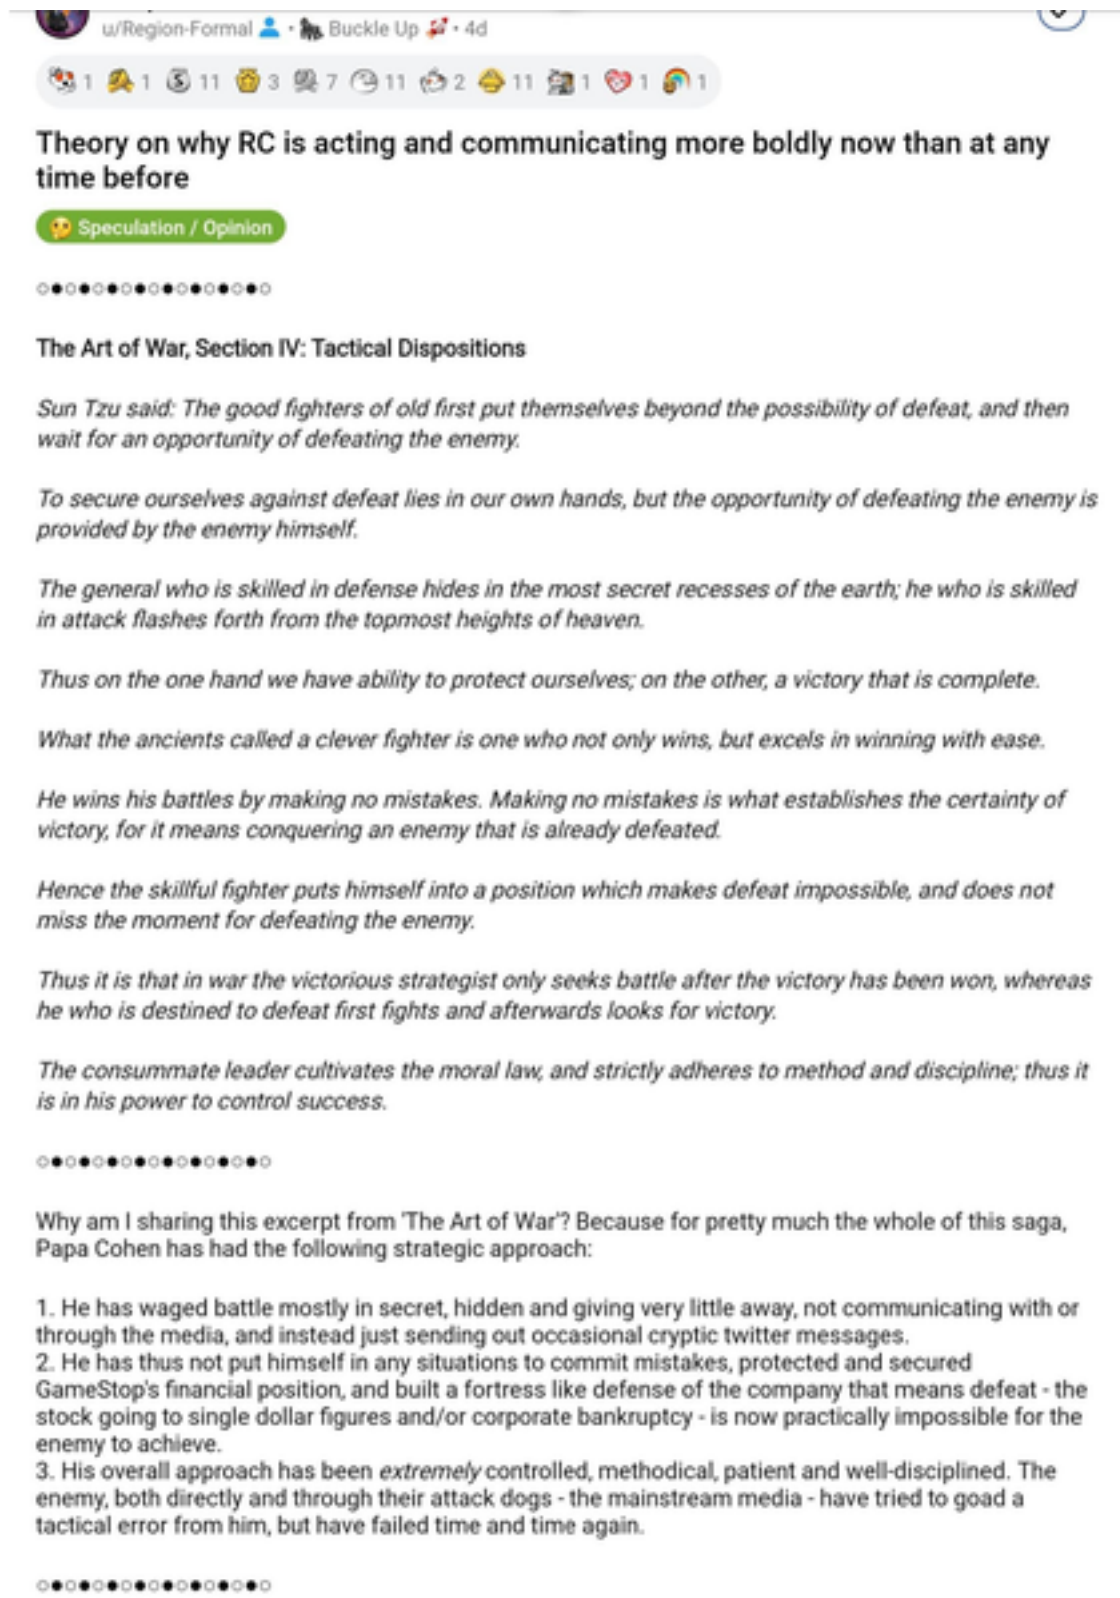 u/Region-Formal · Buckle Up · 4d
1 1 11 3 7 11 2 11 1 1 1
Theory on why RC is acting and communicating more boldly now than at any
time before
Speculation / Opinion
The Art of War, Section IV: Tactical Dispositions
Sun Tzu said: The good fighters of old first put themselves beyond the possibility of defeat, and then
wait for an opportunity of defeating the enemy.
To secure ourselves against defeat lies in our own hands, but the opportunity of defeating the enemy is
provided by the enemy himself.
The general who is skilled in defense hides in the most secret recesses of the earth; he who is skilled
in attack flashes forth from the topmost heights of heaven.
Thus on the one hand we have ability to protect ourselves; on the other, a victory that is complete.
What the ancients called a clever fighter is one who not only wins, but excels in winning with ease.
He wins his battles by making no mistakes. Making no mistakes is what establishes the certainty of
victory, for it means conquering an enemy that is already defeated.
Hence the skillful fighter puts himself into a position which makes defeat impossible, and does not
miss the moment for defeating the enemy.
Thus it is that in war the victorious strategist only seeks battle after the victory has been won, whereas
he who is destined to defeat first fights and afterwards looks for victory.
The consummate leader cultivates the moral law, and strictly adheres to method and discipline; thus it
is in his power to control success.
Why am I sharing this excerpt from 'The Art of War'? Because for pretty much the whole of this saga,
Papa Cohen has had the following strategic approach:
1. He has waged battle mostly in secret, hidden and giving very little away, not communicating with or
through the media, and instead just sending out occasional cryptic twitter messages.
2. He has thus not put himself in any situations to commit mistakes, protected and secured
GameStop's financial position, and built a fortress like defense of the company that means defeat - the
stock going to single dollar figures and/or corporate bankruptcy - is now practically impossible for the
enemy to achieve.
3. His overall approach has been extremely controlled, methodical, patient and well-disciplined. The
enemy, both directly and through their attack dogs - the mainstream media - have tried to goad a
tactical error from him, but have failed time and time again.